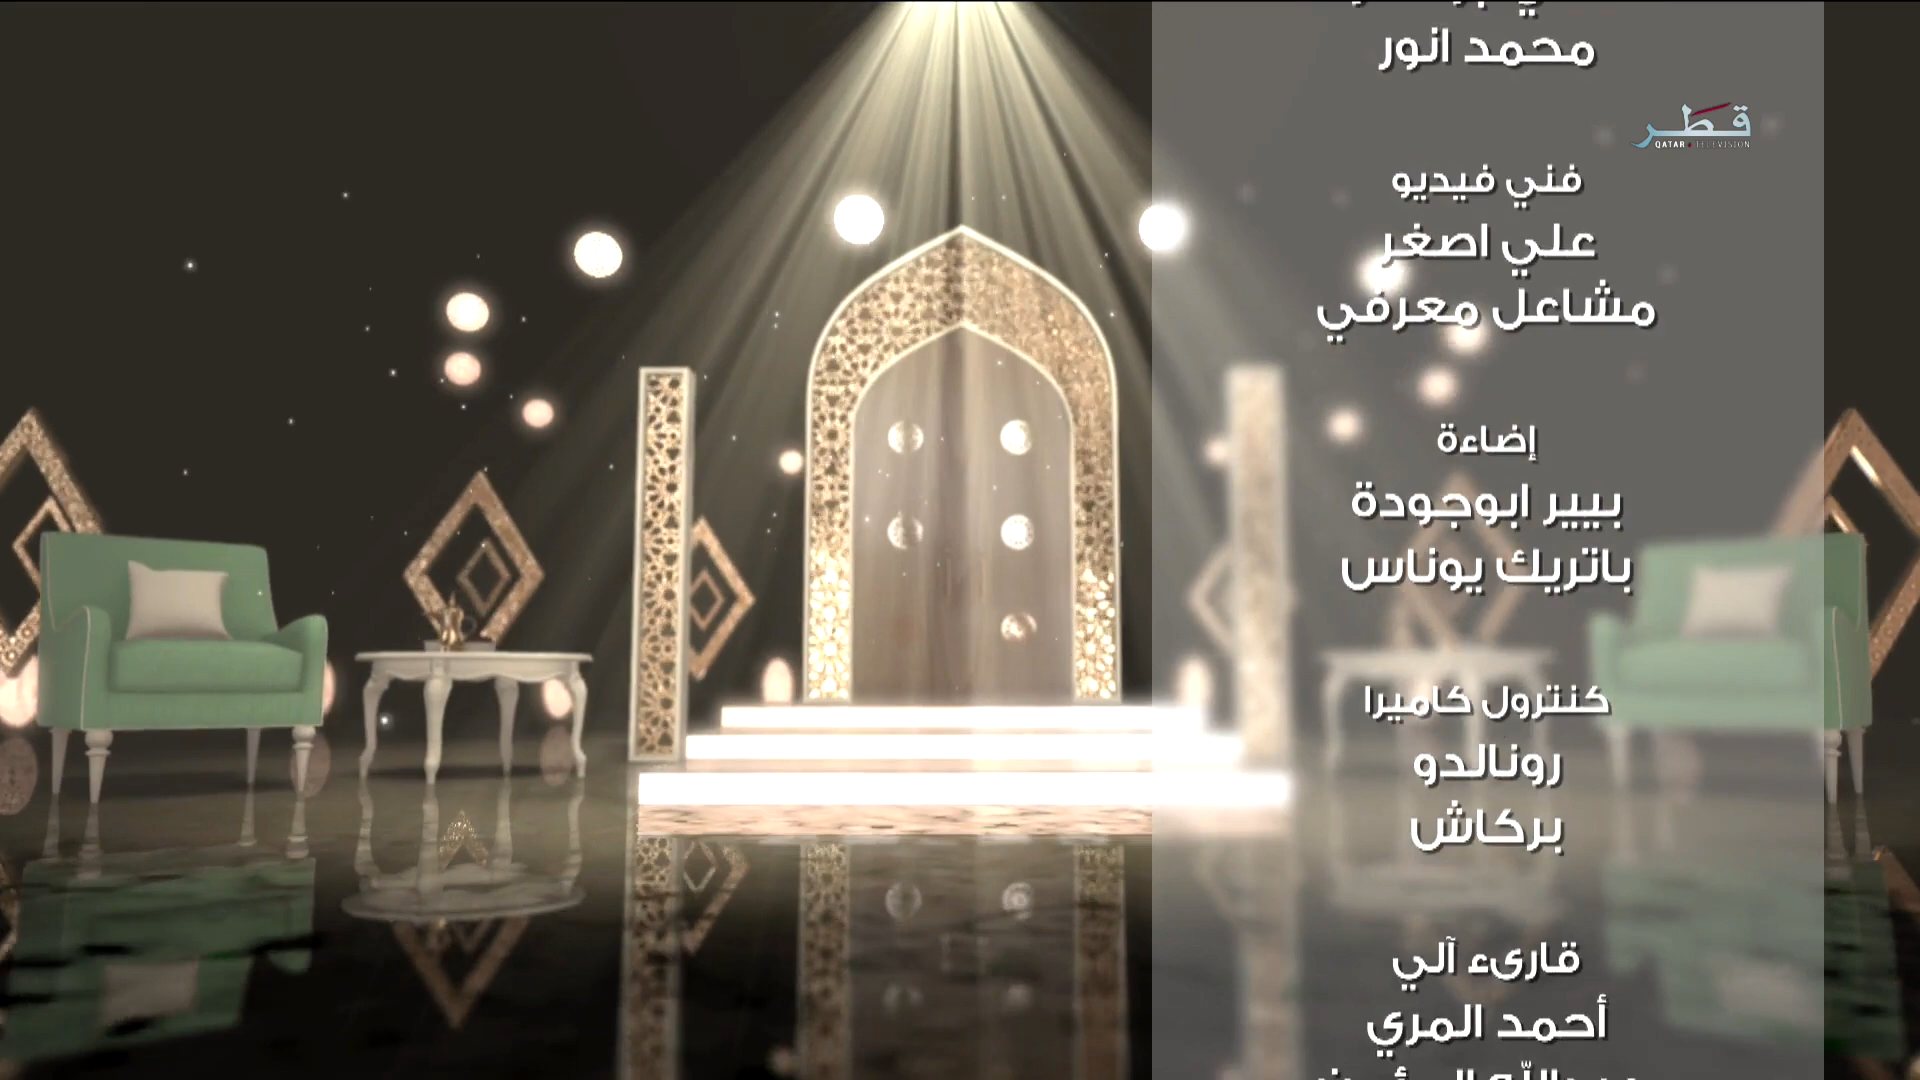 محمد انور
قطر
QATAR TELEVISION
فني فيديو
علي اصغر
مشاعل معرفي
إضاءة
بيير ابوجودة
باتريك يوناس
كنترول كاميرا
رونالدو
بركاش
قارىء آلي
أحمد المري